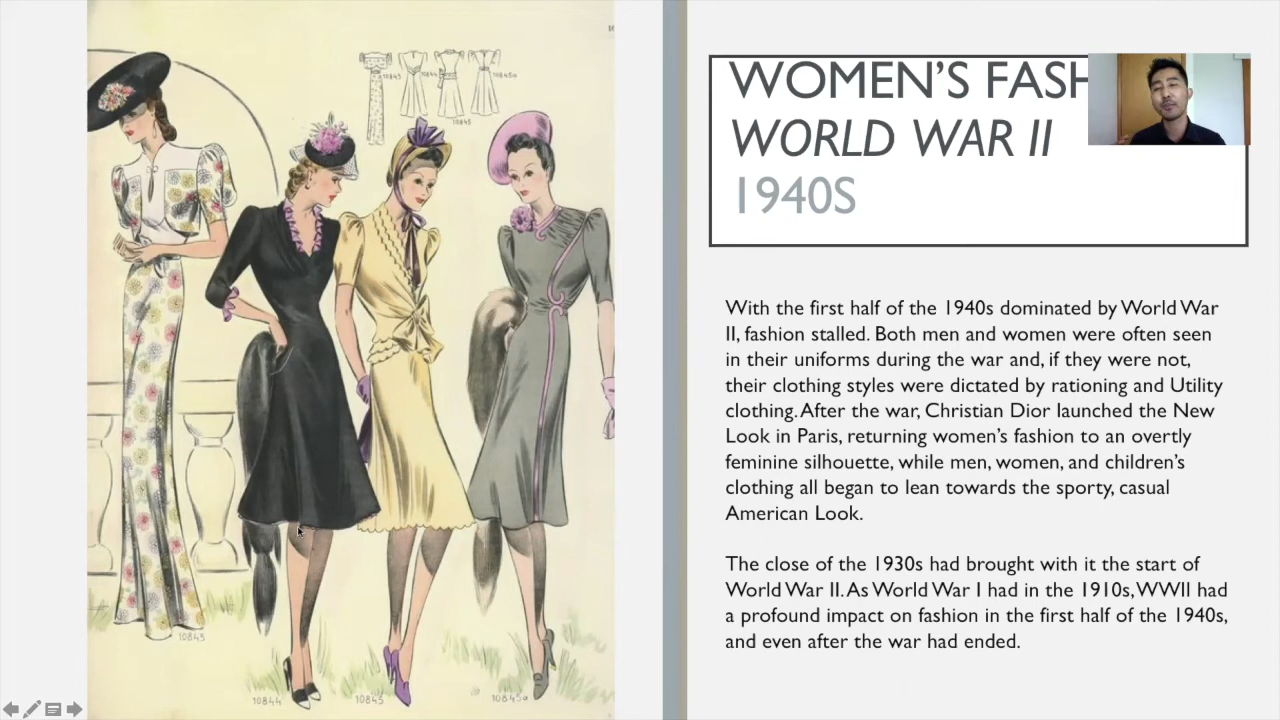 10843
10844
10845
10845a
WOMEN'S FASH
WORLD WAR II
1940S
With the first half of the 1940s dominated by World War
II, fashion stalled. Both men and women were often seen
in their uniforms during the war and, if they were not,
their clothing styles were dictated by rationing and Utility
clothing. After the war, Christian Dior launched the New
Look in Paris, returning women's fashion to an overtly
feminine silhouette, while men, women, and children's
clothing all began to lean towards the sporty, casual
American Look.
The close of the 1930s had brought with it the start of
World War II. As World War I had in the 1910s, WWII had
a profound impact on fashion in the first half of the 1940s,
and even after the war had ended.
10843
10844
10845
10845a